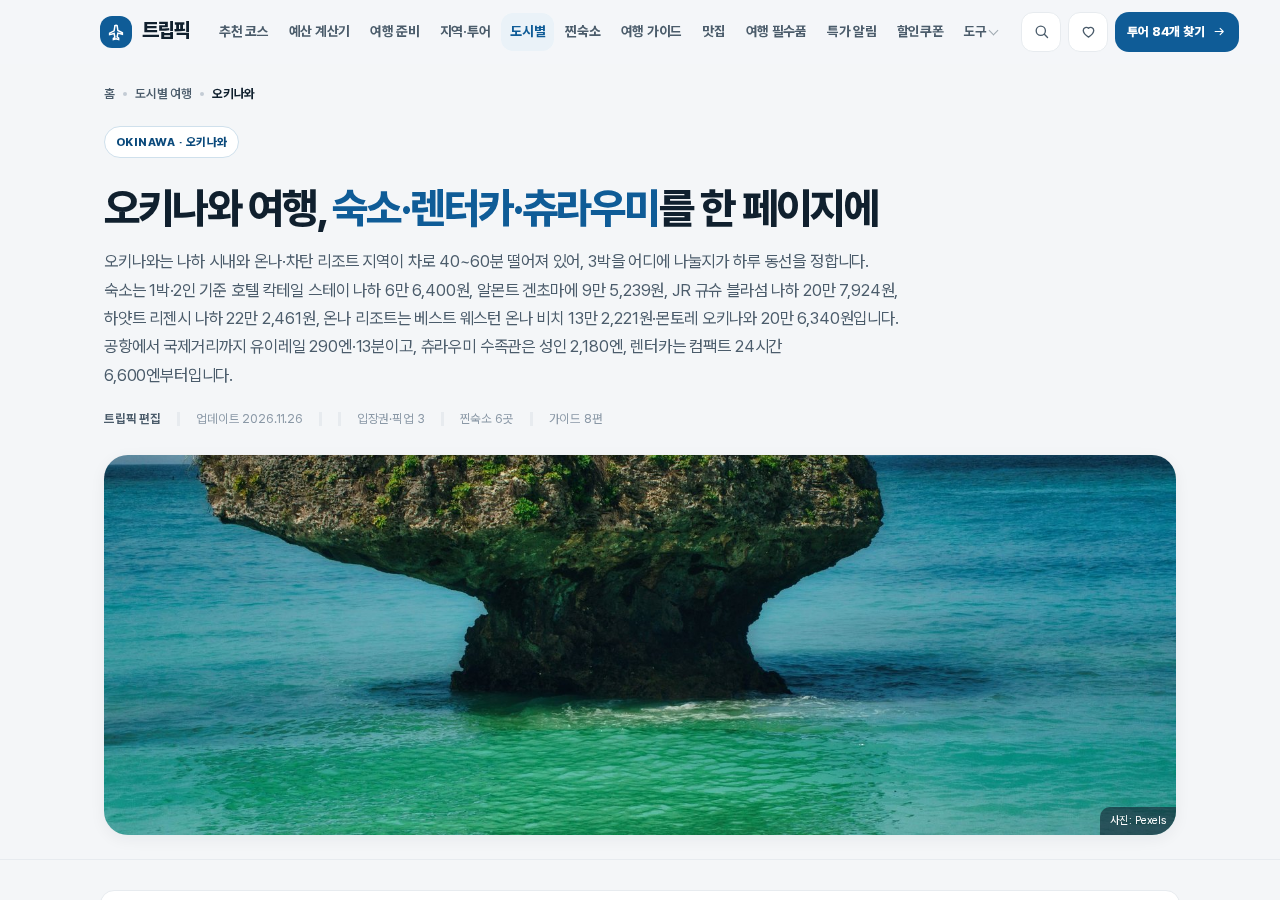 트립픽
추천 코스 예산 계산기 여행 준비 지역·투어 도시별 찐숙소 여행 가이드 맛집 여행 필수품 특가 알림 할인쿠폰 도구
투어 84개 찾기 →
홈 • 도시별 여행 • 오키나와
OKINAWA · 오키나와
오키나와 여행, 숙소·렌터카·츄라우미를 한 페이지에
오키나와는 나하 시내와 온나·차탄 리조트 지역이 차로 40~60분 떨어져 있어, 3박을 어디에 나눌지가 하루 동선을 정합니다.
숙소는 1박·2인 기준 호텔 칵테일 스테이 나하 6만 6,400원, 알몬트 겐초마에 9만 5,239원, JR 규슈 블라섬 나하 20만 7,924원,
하얏트 리젠시 나하 22만 2,461원, 온나 리조트는 베스트 웨스턴 온나 비치 13만 2,221원·몬토레 오키나와 20만 6,340원입니다.
공항에서 국제거리까지 유이레일 290엔·13분이고, 츄라우미 수족관은 성인 2,180엔, 렌터카는 컴팩트 24시간
6,600엔부터입니다.
트립픽 편집 업데이트 2026.11.26 입장권·픽업 3 찐숙소 6곳 가이드 8편
사진: Pexels